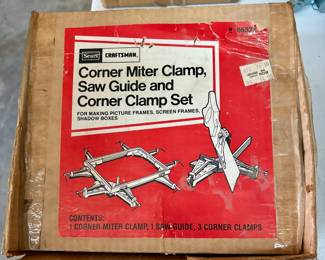 Sears CRAFTSMAN.
Corner Miter Clamp,
Saw Guide and
Corner Clamp Set
FOR MAKING PICTURE FRAMES, SCREEN FRAMES,
SHADOW BOXES
CONTENTS:
1 CORNER MITER CLAMP, 1 SAW GUIDE, 3 CORNER CLAMPS